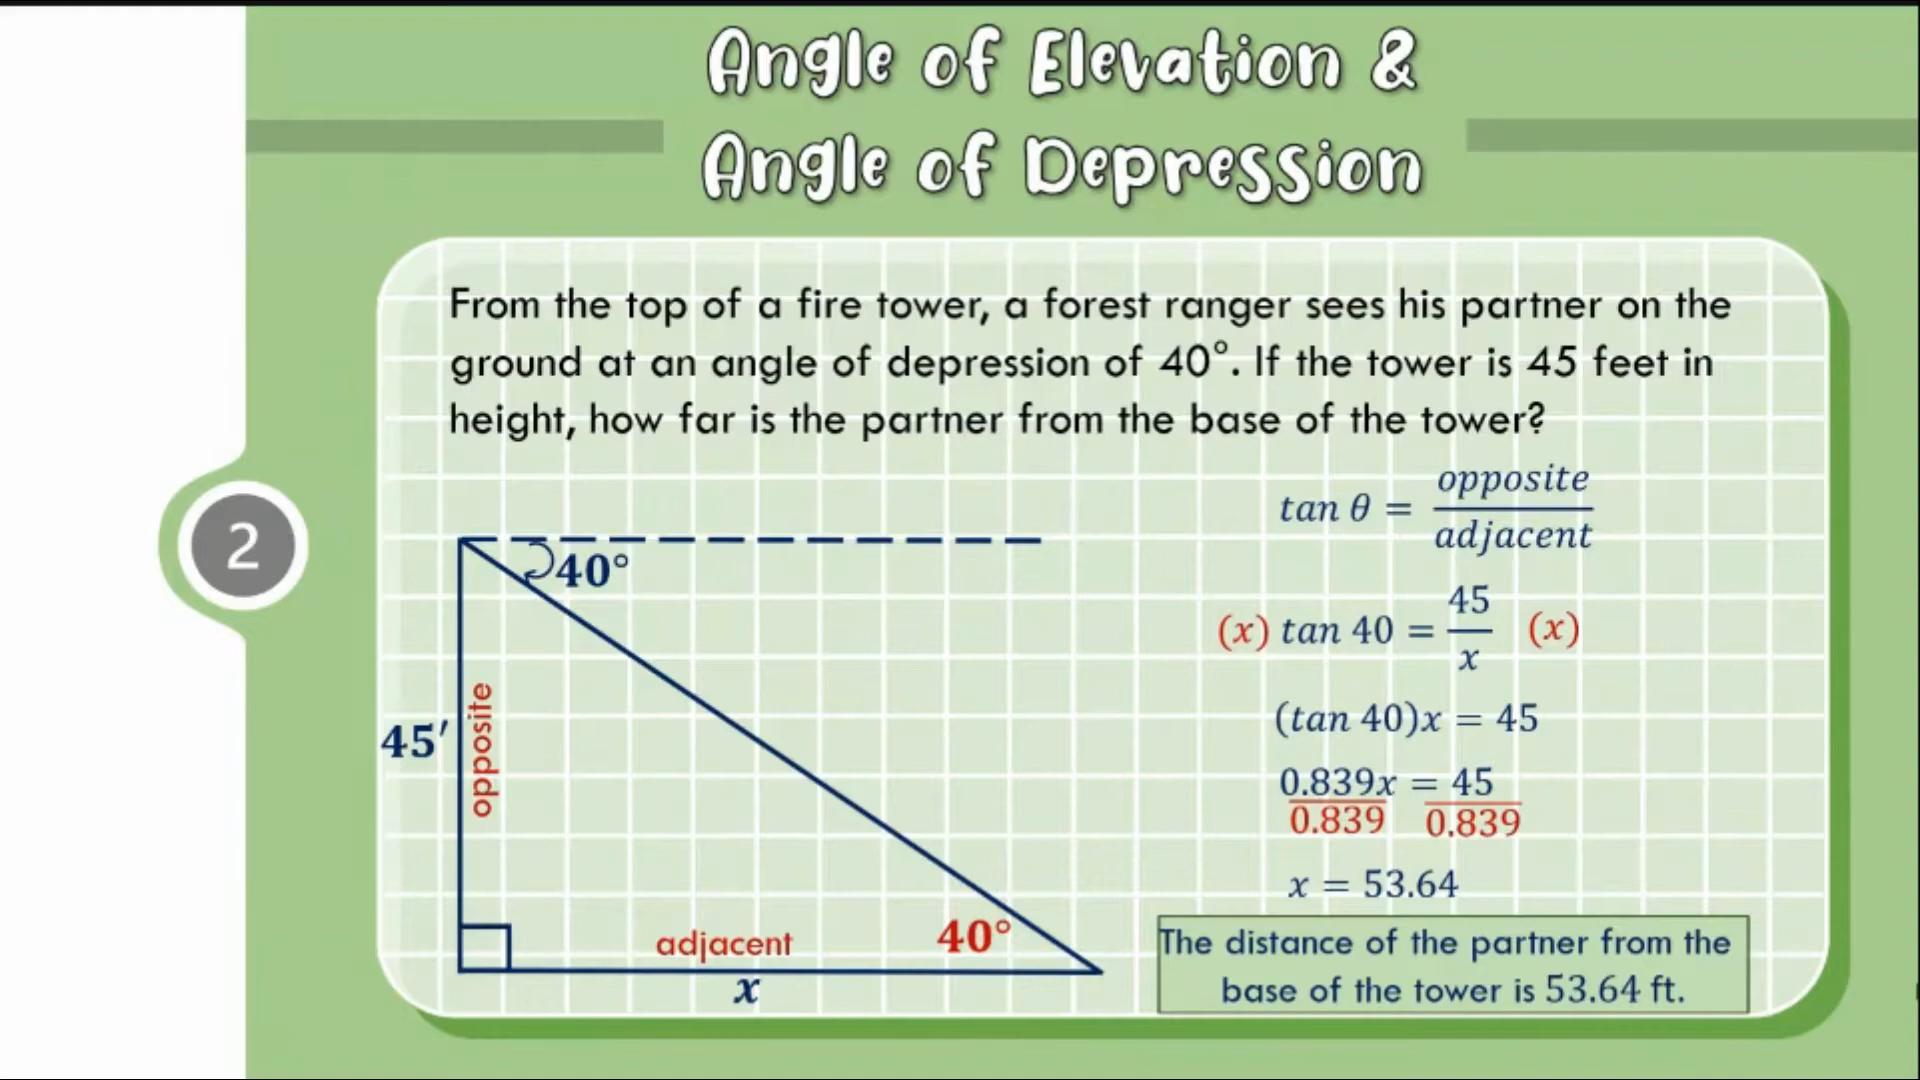 Angle of Elevation &
Angle of Depression
From the top of a fire tower, a forest ranger sees his partner on the
ground at an angle of depression of 40°. If the tower is 45 feet in
height, how far is the partner from the base of the tower?
2
40°
45′
opposite
adjacent
40°
x
tan θ = opposite/adjacent
(x) tan 40 = 45/x (x)
(tan 40)x = 45
0.839x = 45
0.839 0.839
x = 53.64
The distance of the partner from the
base of the tower is 53.64 ft.